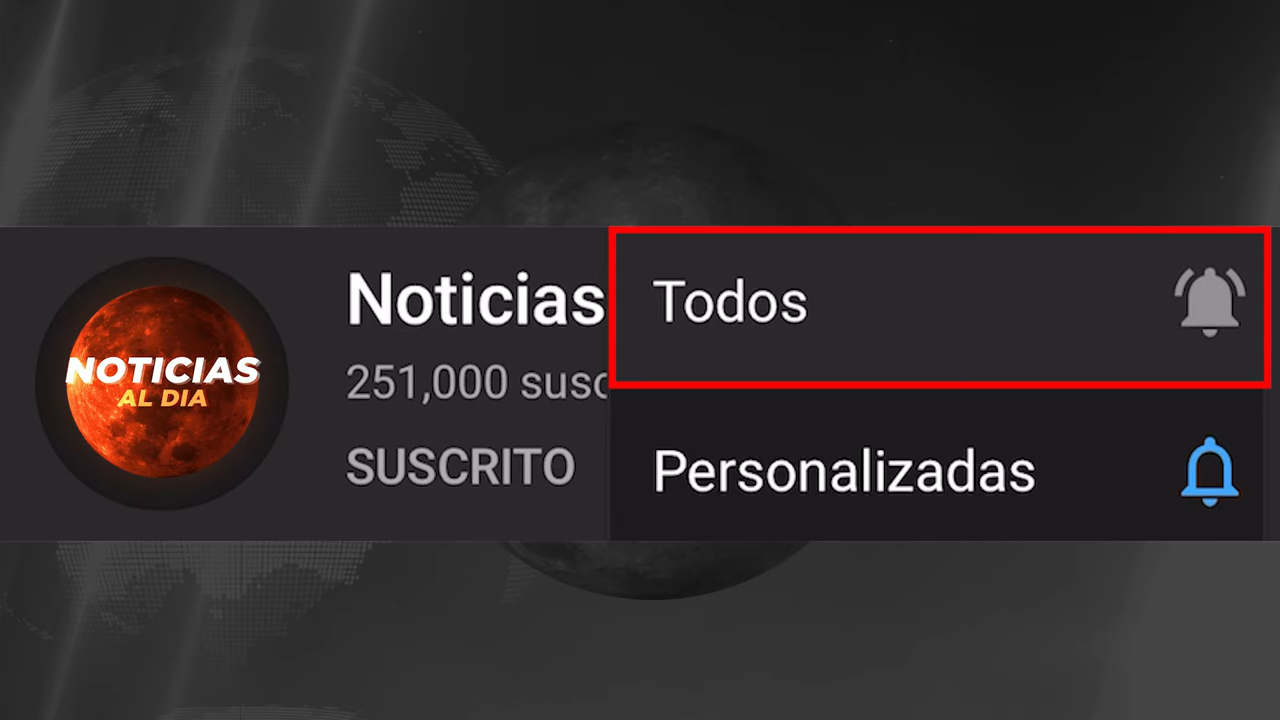 NOTICIAS
AL DIA
Noticias
251,000 susc
SUSCRITO
Todos
Personalizadas